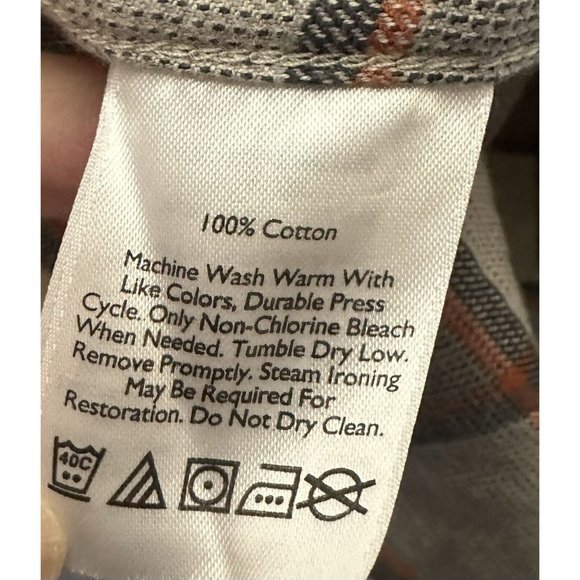 100% Cotton
Machine Wash Warm With
Like Colors, Durable Press
Cycle. Only Non-Chlorine Bleach
When Needed. Tumble Dry Low.
Remove Promptly. Steam Ironing
May Be Required For
Restoration. Do Not Dry Clean.
40C